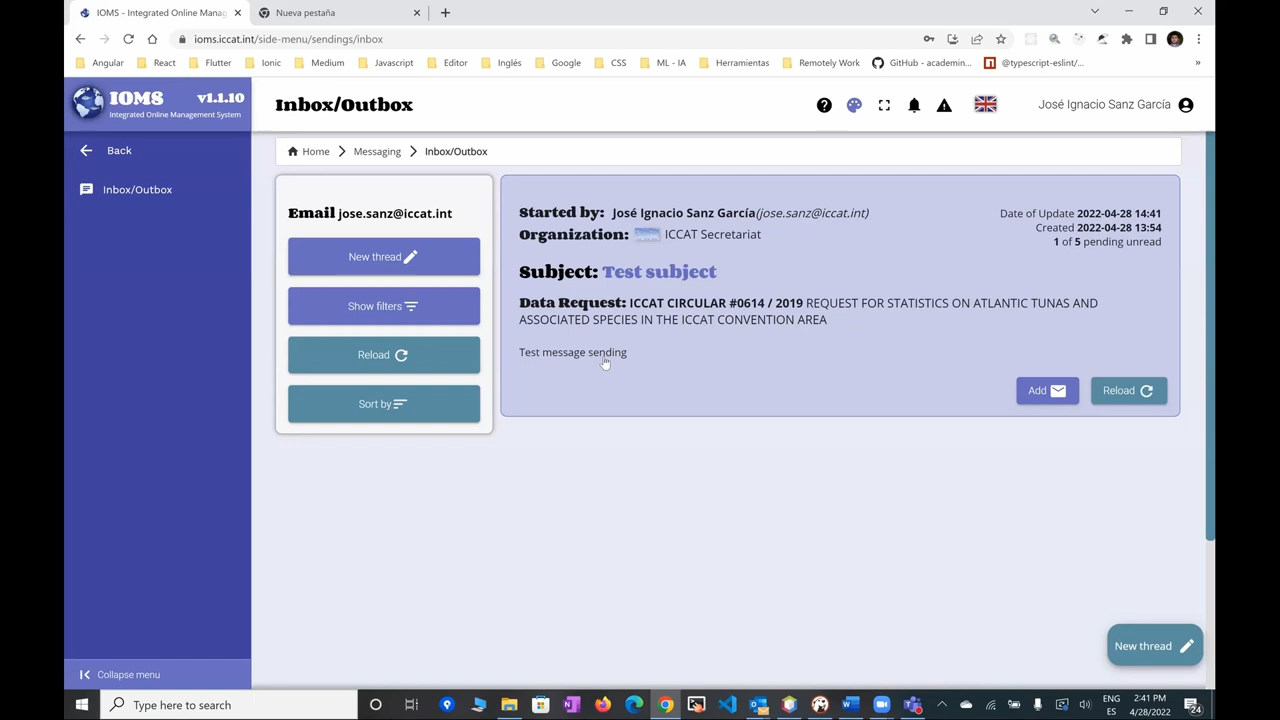 IOMS - Integrated Online Manag
Nueva pestaña
ioms.iccat.int/side-menu/sendings/inbox
Angular
React
Flutter
Ionic
Medium
Javascript
Editor
Inglés
Google
CSS
ML - IA
Herramientas
Remotely Work
GitHub - academin...
@typescript-eslint/...
»
IOMS v1.1.10
Integrated Online Management System
Inbox/Outbox
José Ignacio Sanz García
Back
Inbox/Outbox
Home
Messaging
Inbox/Outbox
Email jose.sanz@iccat.int
New thread
Show filters
Reload
Sort by
Started by: José Ignacio Sanz García(jose.sanz@iccat.int)
Organization: ICCAT Secretariat
Date of Update 2022-04-28 14:41
Created 2022-04-28 13:54
1 of 5 pending unread
Subject: Test subject
Data Request: ICCAT CIRCULAR #0614 / 2019 REQUEST FOR STATISTICS ON ATLANTIC TUNAS AND
ASSOCIATED SPECIES IN THE ICCAT CONVENTION AREA
Test message sending
Add
Reload
New thread
Collapse menu
Type here to search
ENG
ES
2:41 PM
4/28/2022
24